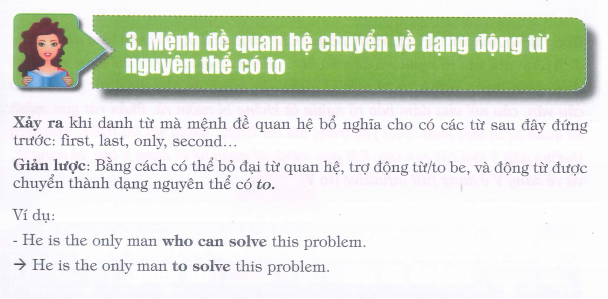 3. Mệnh đề quan hệ chuyển về dạng động từ
nguyên thể có to
Xảy ra khi danh từ mà mệnh đề quan hệ bổ nghĩa cho có các từ sau đây đứng
trước: first, last, only, second...
Giản lược: Bằng cách có thể bỏ đại từ quan hệ, trợ động từ/to be, và động từ được
chuyển thành dạng nguyên thể có to.
Ví dụ:
- He is the only man who can solve this problem.
→ He is the only man to solve this problem.